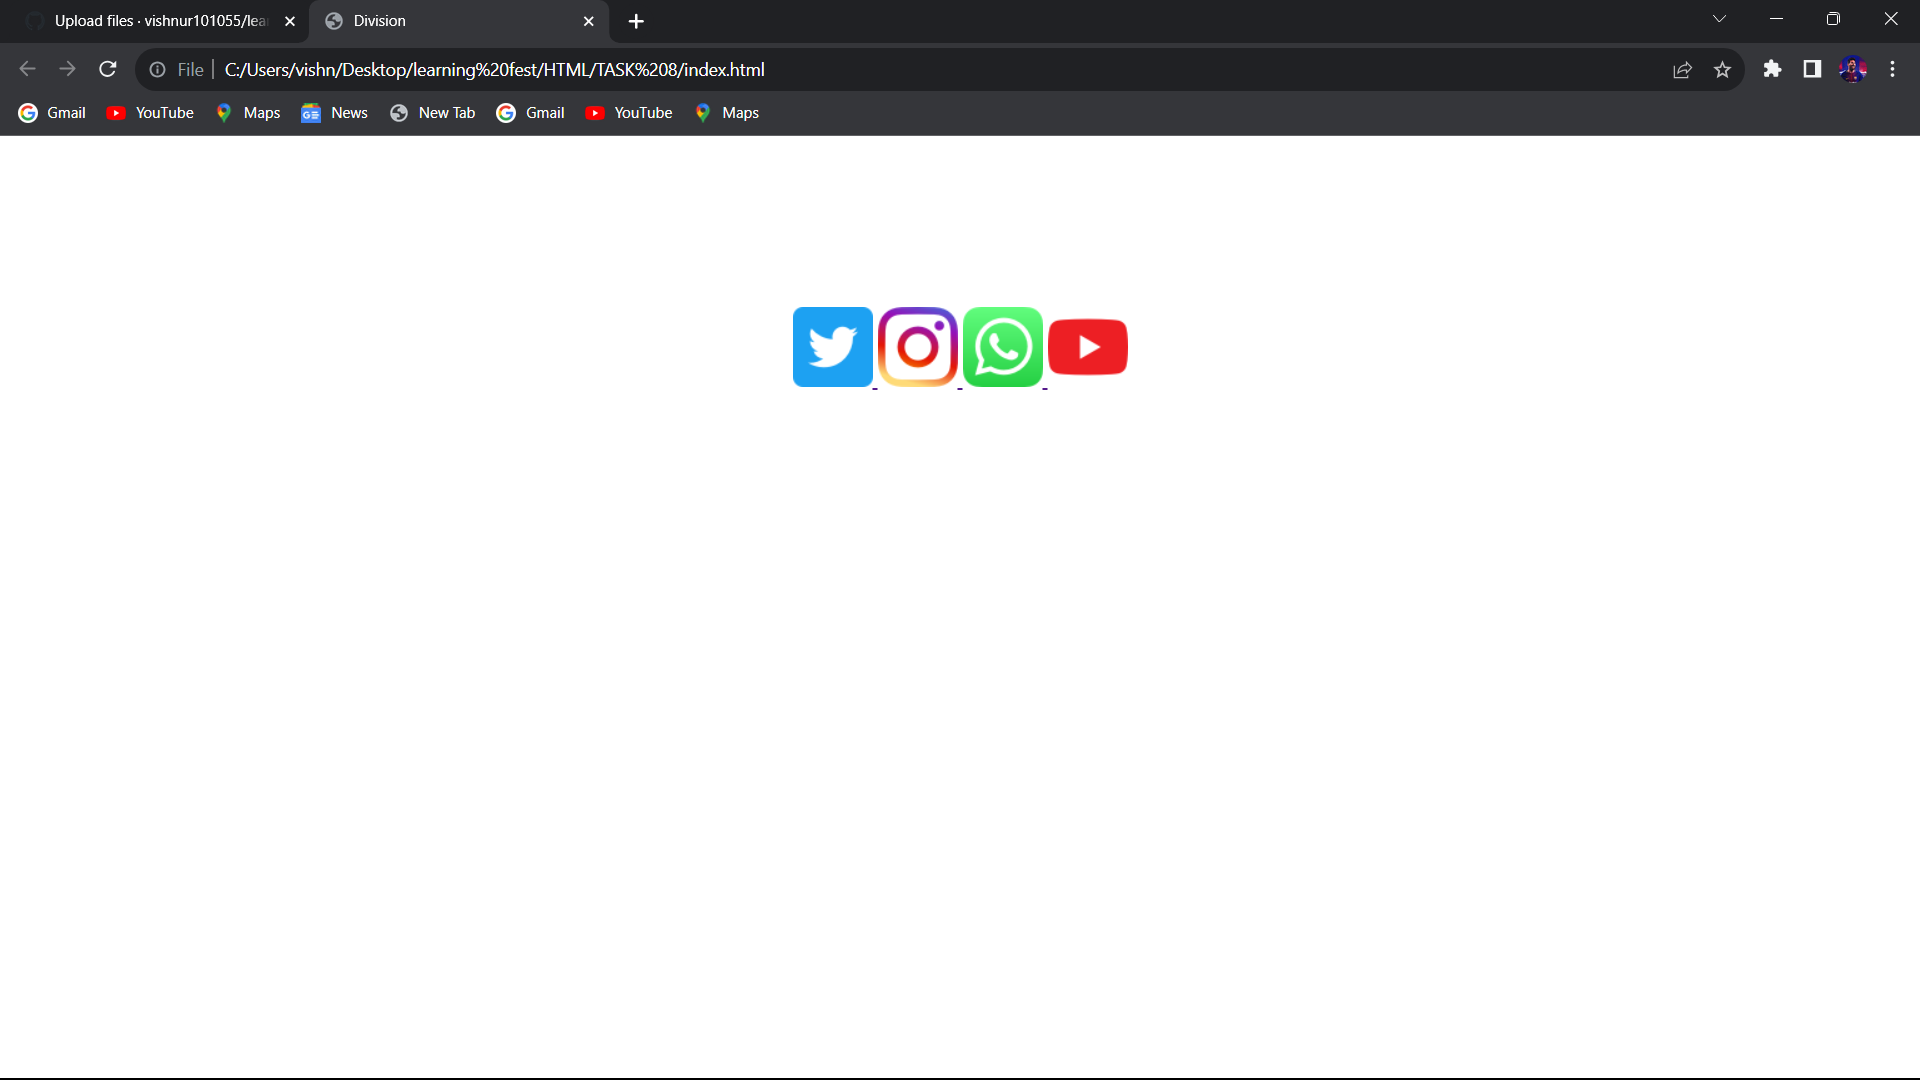 Upload files · vishnur101055/lea
Division
File
C:/Users/vishn/Desktop/learning%20fest/HTML/TASK%208/index.html
Gmail YouTube Maps News New Tab Gmail YouTube Maps